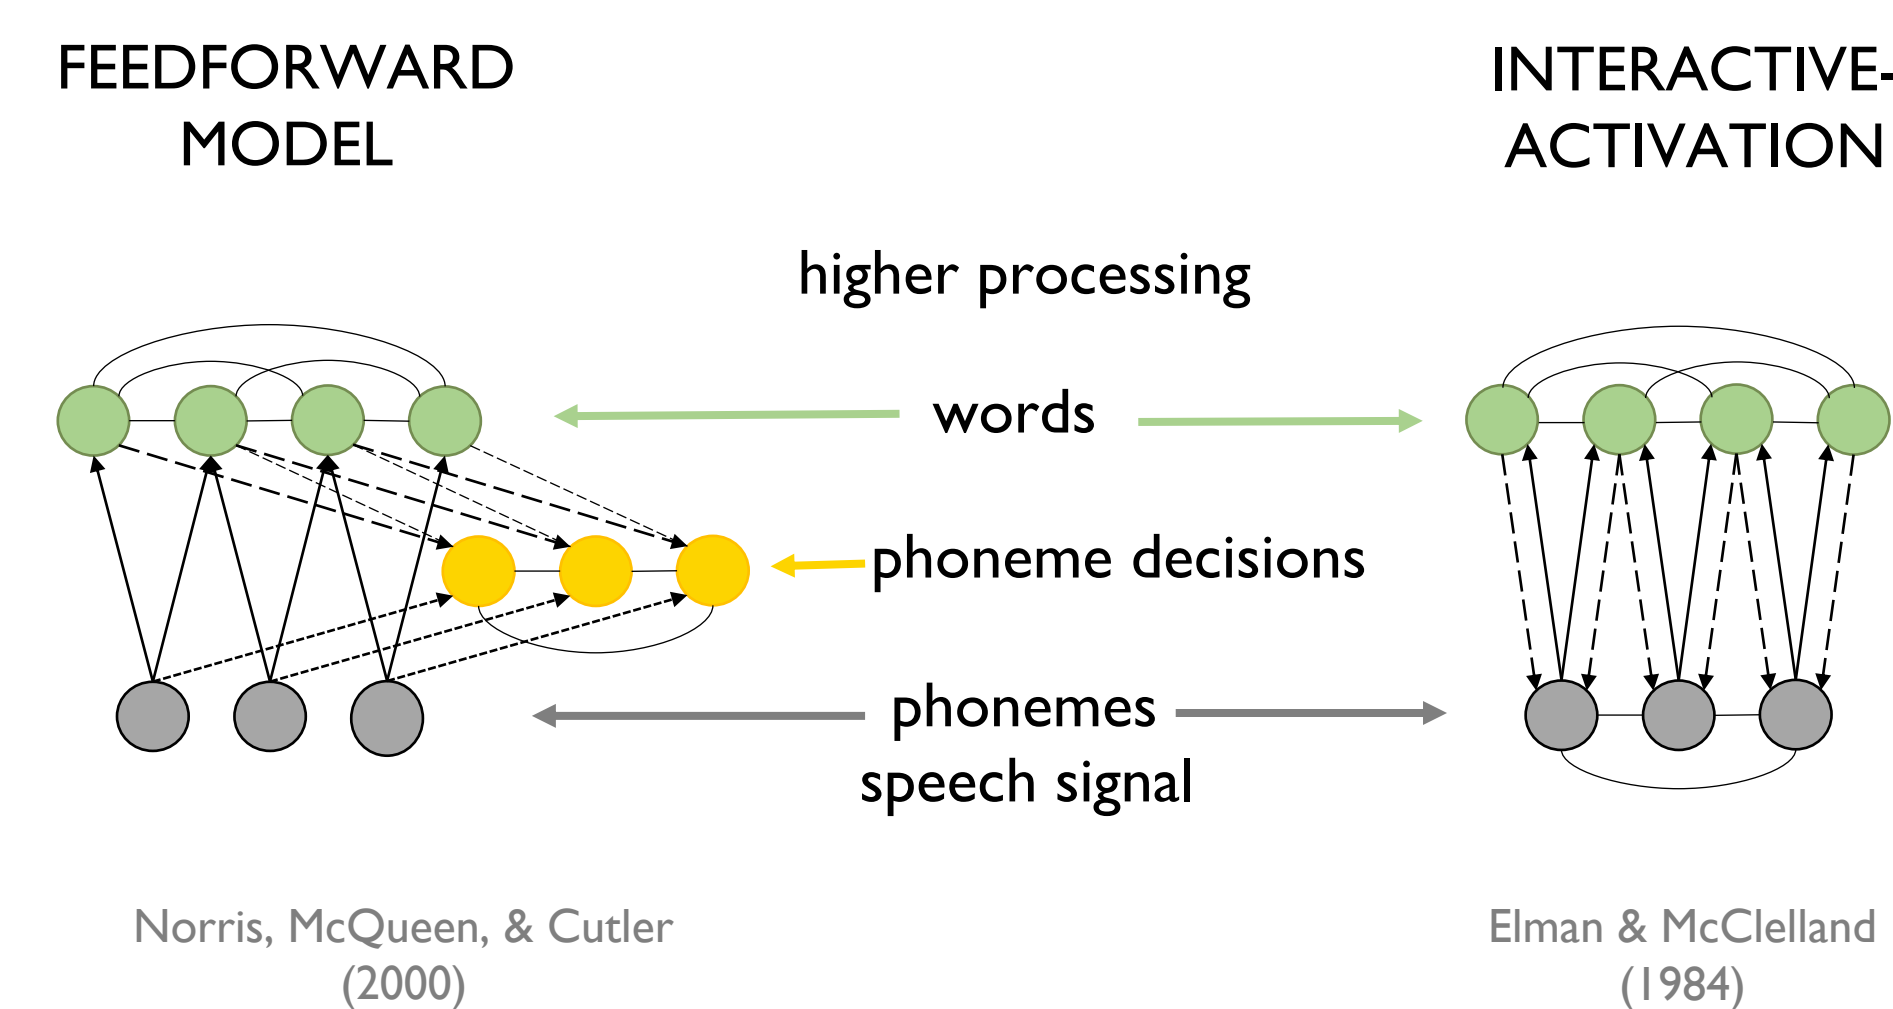 FEEDFORWARD
MODEL
INTERACTIVE-
ACTIVATION
higher processing
words
phoneme decisions
phonemes
speech signal
Norris, McQueen, & Cutler
(2000)
Elman & McClelland
(1984)